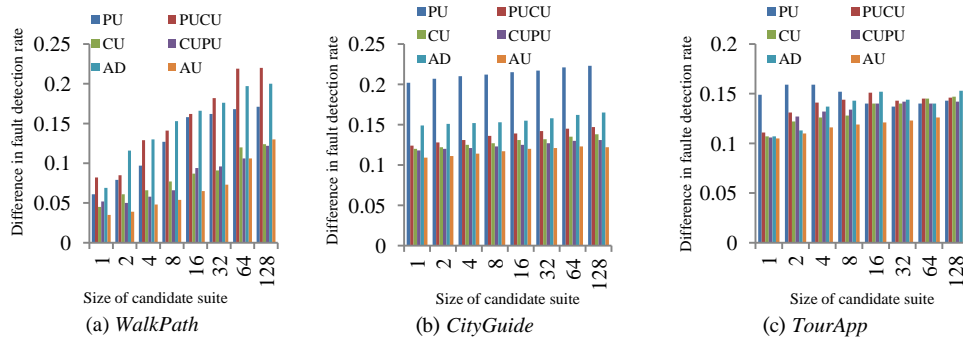 PU PUCU
CU CUPU
AD AU
0.25
0.2
0.15
0.1
0.05
0
Difference in fault detection rate
1 2 4 8 16 32 64 128
Size of candidate suite
(a) WalkPath
PU PUCU
CU CUPU
AD AU
0.25
0.2
0.15
0.1
0.05
0
Difference in fault detection rate
1 2 4 8 16 32 64 128
Size of candidate suite
(b) CityGuide
PU PUCU
CU CUPU
AD AU
0.2
0.15
0.1
0.05
0
Difference in faulte detection rate
1 2 4 8 16 32 64 128
Size of candidate suite
(c) TourApp